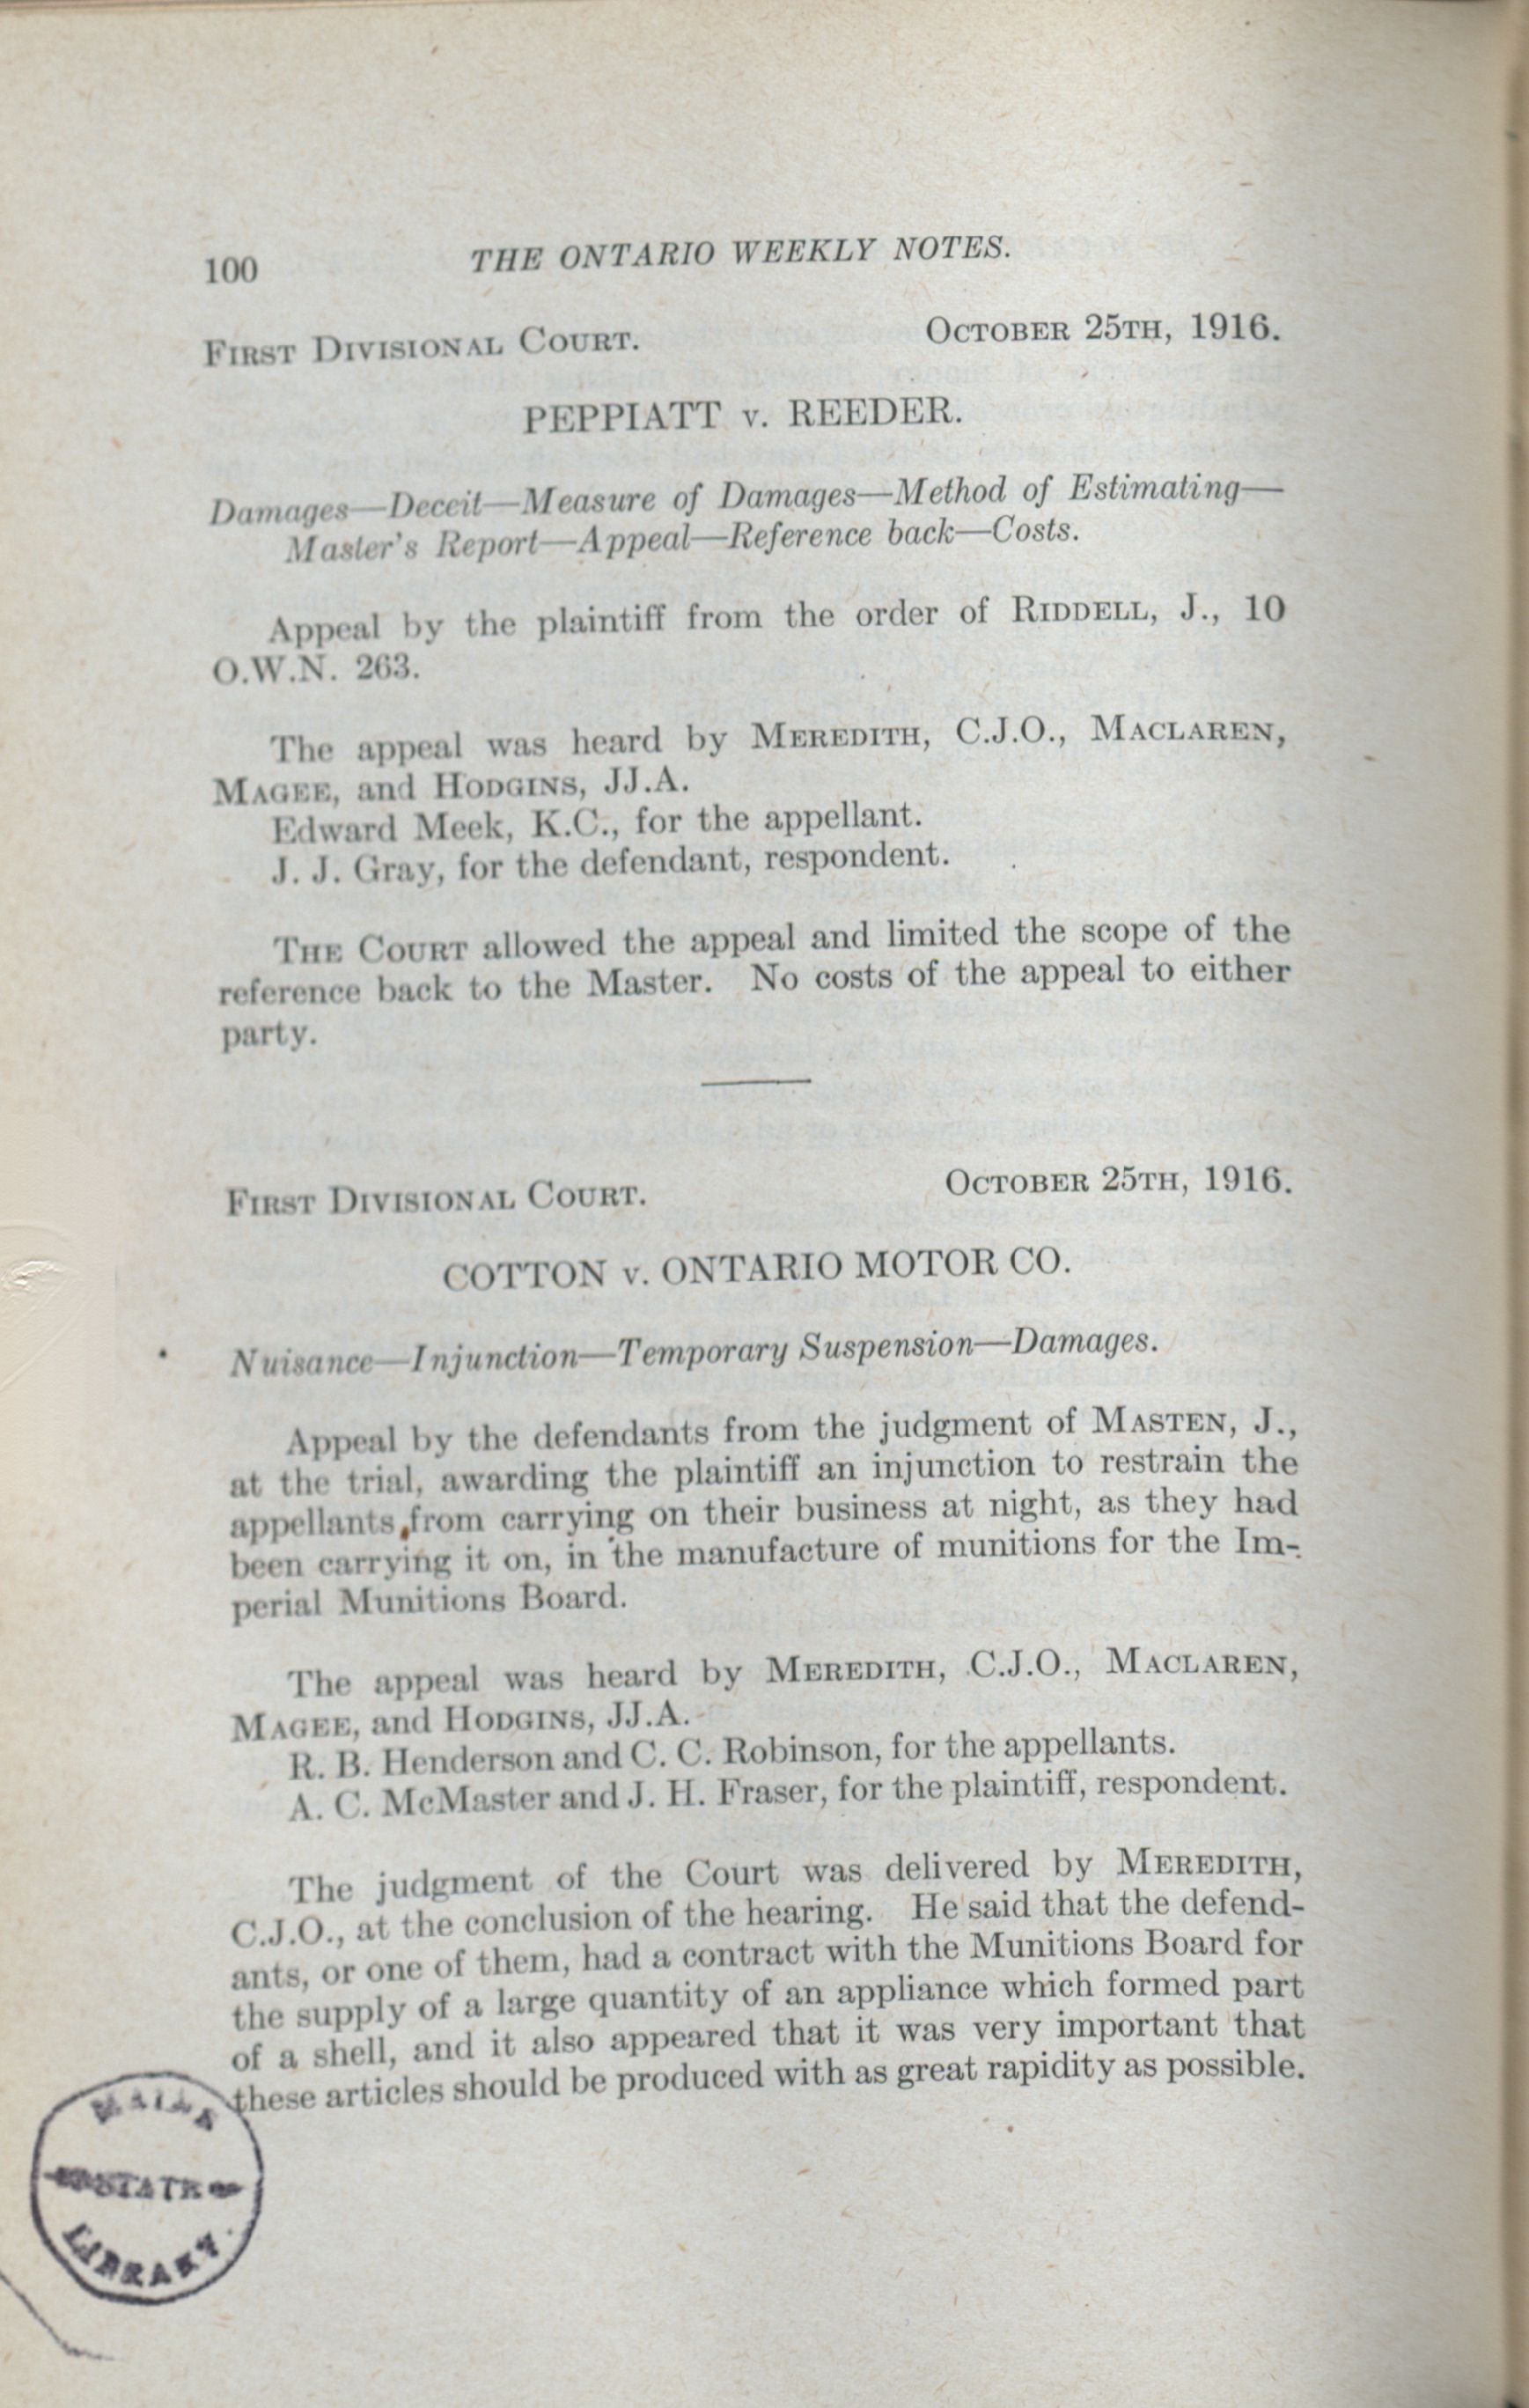 100
THE ONTARIO WEEKLY NOTES.
FIRST DIVISIONAL COURT.
OCTOBER 25TH, 1916.
PEPPIATT v. REEDER.
Damages—Deceit—Measure of Damages—Method of Estimating—
Master's Report—Appeal—Reference back—Costs.
Appeal by the plaintiff from the order of RIDDELL, J., 10
O.W.N. 263.
The appeal was heard by MEREDITH, C.J.O., MACLAREN,
MAGEE, and HODGINS, JJ.A.
Edward Meek, K.C., for the appellant.
J. J. Gray, for the defendant, respondent.
THE COURT allowed the appeal and limited the scope of the
reference back to the Master. No costs of the appeal to either
party.
FIRST DIVISIONAL COURT.
OCTOBER 25TH, 1916.
COTTON v. ONTARIO MOTOR CO.
Nuisance—Injunction—Temporary Suspension—Damages.
Appeal by the defendants from the judgment of MASTEN, J.,
at the trial, awarding the plaintiff an injunction to restrain the
appellants from carrying on their business at night, as they had
been carrying it on, in the manufacture of munitions for the Im-
perial Munitions Board.
The appeal was heard by MEREDITH, C.J.O., MACLAREN,
MAGEE, and HODGINS, JJ.A.
R. B. Henderson and C. C. Robinson, for the appellants.
A. C. McMaster and J. H. Fraser, for the plaintiff, respondent.
The judgment of the Court was delivered by MEREDITH,
C.J.O., at the conclusion of the hearing. He said that the defend-
ants, or one of them, had a contract with the Munitions Board for
the supply of a large quantity of an appliance which formed part
of a shell, and it also appeared that it was very important that
these articles should be produced with as great rapidity as possible.
LIBRARY